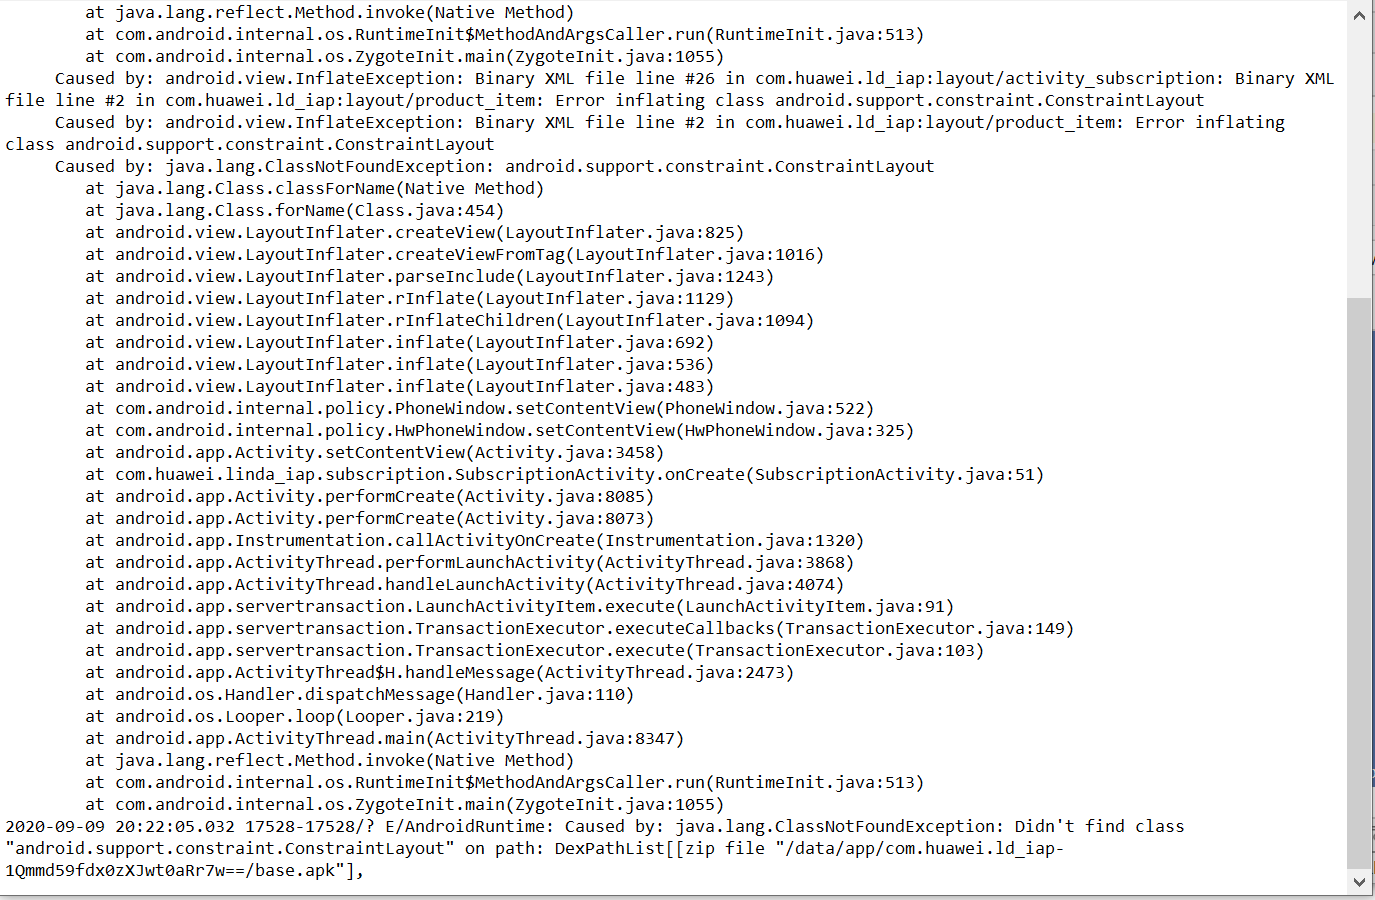 at java.lang.reflect.Method.invoke(Native Method)
at com.android.internal.os.RuntimeInit$MethodAndArgsCaller.run(RuntimeInit.java:513)
at com.android.internal.os.ZygoteInit.main(ZygoteInit.java:1055)
Caused by: android.view.InflateException: Binary XML file line #26 in com.huawei.ld_iap:layout/activity_subscription: Binary XML
file line #2 in com.huawei.ld_iap:layout/product_item: Error inflating class android.support.constraint.ConstraintLayout
Caused by: android.view.InflateException: Binary XML file line #2 in com.huawei.ld_iap:layout/product_item: Error inflating
class android.support.constraint.ConstraintLayout
Caused by: java.lang.ClassNotFoundException: android.support.constraint.ConstraintLayout
at java.lang.Class.classForName(Native Method)
at java.lang.Class.forName(Class.java:454)
at android.view.LayoutInflater.createView(LayoutInflater.java:825)
at android.view.LayoutInflater.createViewFromTag(LayoutInflater.java:1016)
at android.view.LayoutInflater.parseInclude(LayoutInflater.java:1243)
at android.view.LayoutInflater.rInflate(LayoutInflater.java:1129)
at android.view.LayoutInflater.rInflateChildren(LayoutInflater.java:1094)
at android.view.LayoutInflater.inflate(LayoutInflater.java:692)
at android.view.LayoutInflater.inflate(LayoutInflater.java:536)
at android.view.LayoutInflater.inflate(LayoutInflater.java:483)
at com.android.internal.policy.PhoneWindow.setContentView(PhoneWindow.java:522)
at com.android.internal.policy.HwPhoneWindow.setContentView(HwPhoneWindow.java:325)
at android.app.Activity.setContentView(Activity.java:3458)
at com.huawei.linda_iap.subscription.SubscriptionActivity.onCreate(SubscriptionActivity.java:51)
at android.app.Activity.performCreate(Activity.java:8085)
at android.app.Activity.performCreate(Activity.java:8073)
at android.app.Instrumentation.callActivityOnCreate(Instrumentation.java:1320)
at android.app.ActivityThread.performLaunchActivity(ActivityThread.java:3868)
at android.app.ActivityThread.handleLaunchActivity(ActivityThread.java:4074)
at android.app.servertransaction.LaunchActivityItem.execute(LaunchActivityItem.java:91)
at android.app.servertransaction.TransactionExecutor.executeCallbacks(TransactionExecutor.java:149)
at android.app.servertransaction.TransactionExecutor.execute(TransactionExecutor.java:103)
at android.app.ActivityThread$H.handleMessage(ActivityThread.java:2473)
at android.os.Handler.dispatchMessage(Handler.java:110)
at android.os.Looper.loop(Looper.java:219)
at android.app.ActivityThread.main(ActivityThread.java:8347)
at java.lang.reflect.Method.invoke(Native Method)
at com.android.internal.os.RuntimeInit$MethodAndArgsCaller.run(RuntimeInit.java:513)
at com.android.internal.os.ZygoteInit.main(ZygoteInit.java:1055)
2020-09-09 20:22:05.032 17528-17528/? E/AndroidRuntime: Caused by: java.lang.ClassNotFoundException: Didn't find class
"android.support.constraint.ConstraintLayout" on path: DexPathList[[zip file "/data/app/com.huawei.ld_iap-
1Qmmd59fdx0zXJwt0aRr7w==/base.apk"],